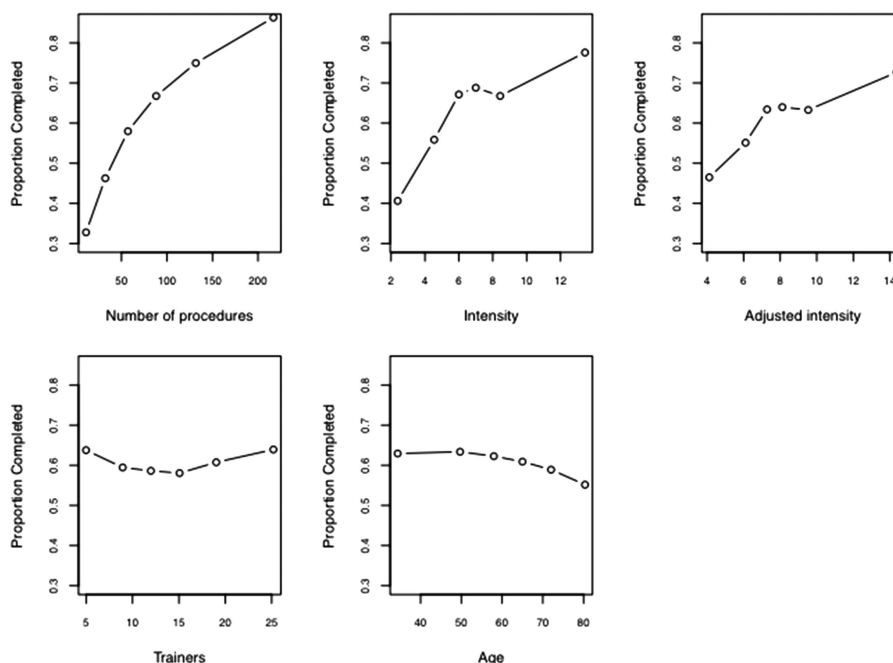 Proportion Completed
0.3 0.4 0.5 0.6 0.7 0.8
50 100 150 200
Number of procedures
Proportion Completed
0.3 0.4 0.5 0.6 0.7 0.8
2 4 6 8 10 12
Intensity
Proportion Completed
0.3 0.4 0.5 0.6 0.7 0.8
4 6 8 10 12 14
Adjusted intensity
Proportion Completed
0.3 0.4 0.5 0.6 0.7 0.8
5 10 15 20 25
Trainers
Proportion Completed
0.3 0.4 0.5 0.6 0.7 0.8
40 50 60 70 80
Age